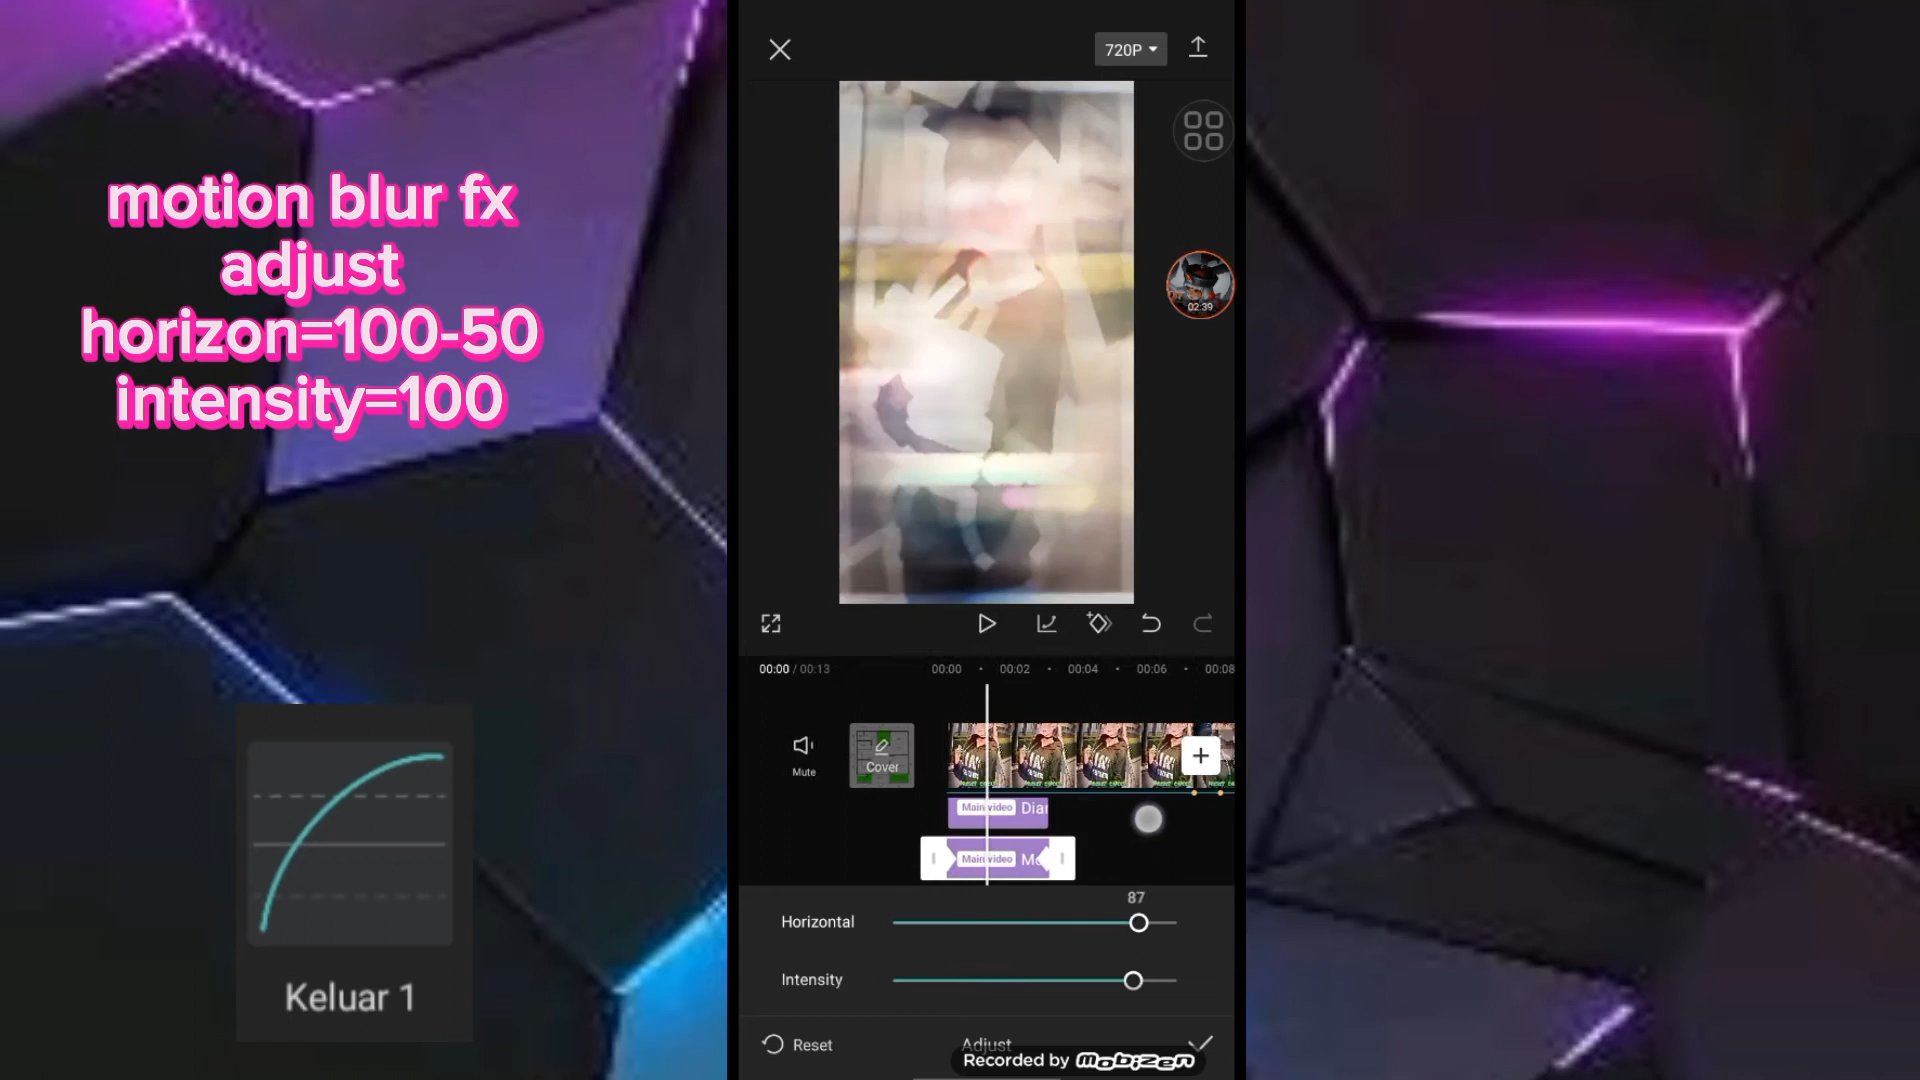 motion blur fx
adjust
horizon=100-50
intensity=100
Keluar 1
720P
02:39
00:00 / 00:13
00:00 00:02 00:04 00:06 00:08
Mute
Cover
Main video Dia
Main video Mo
87
Horizontal
Intensity
Reset
Adjust
Recorded by mobizen